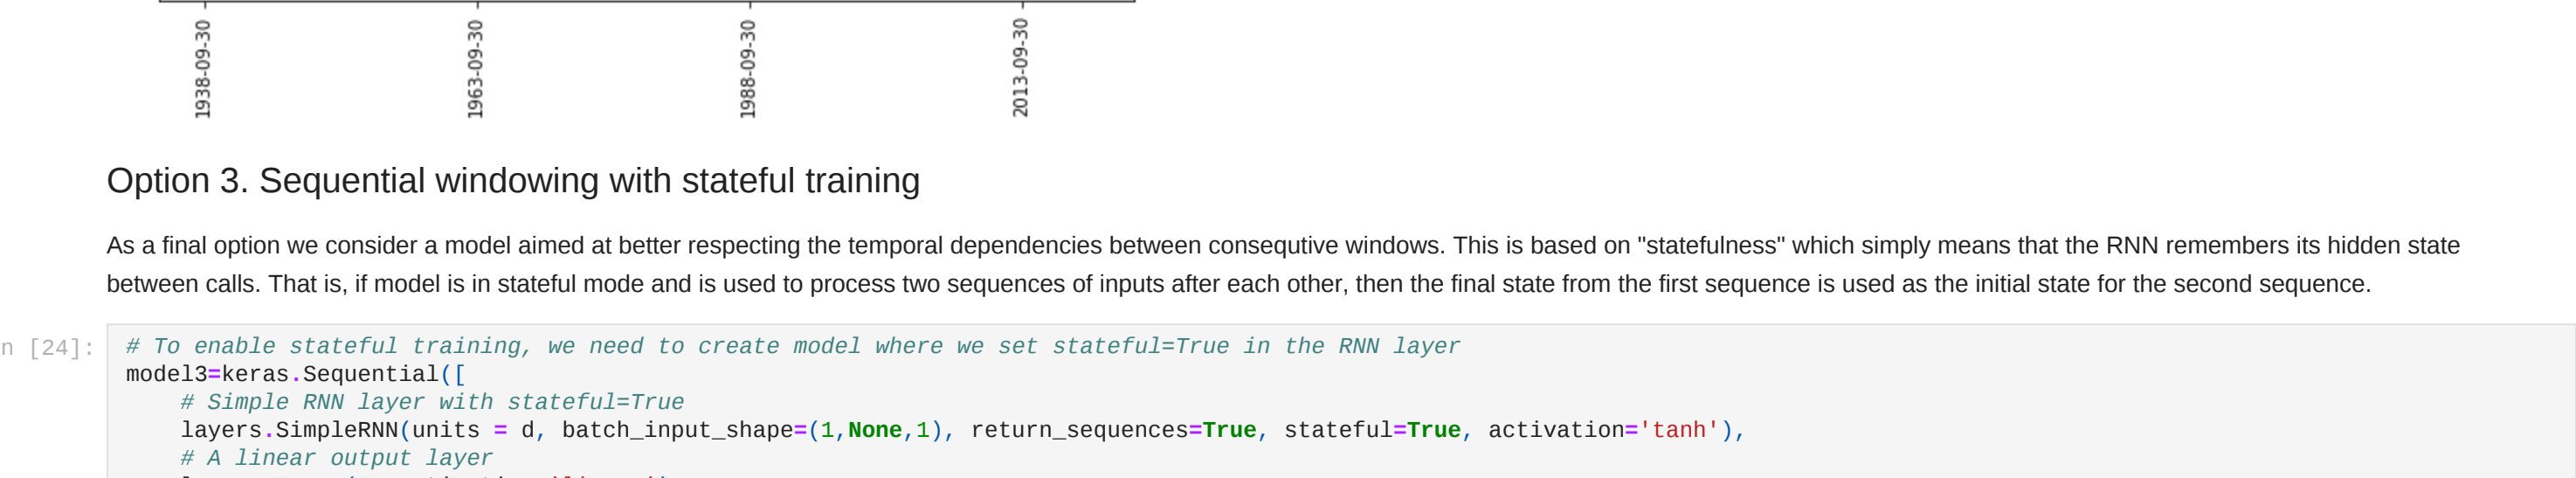 1938-09-30
1963-09-30
1988-09-30
2013-09-30
Option 3. Sequential windowing with stateful training
As a final option we consider a model aimed at better respecting the temporal dependencies between consequtive windows. This is based on "statefulness" which simply means that the RNN remembers its hidden state
between calls. That is, if model is in stateful mode and is used to process two sequences of inputs after each other, then the final state from the first sequence is used as the initial state for the second sequence.
n [24]:
# To enable stateful training, we need to create model where we set stateful=True in the RNN layer
model3=keras.Sequential([
    # Simple RNN layer with stateful=True
    layers.SimpleRNN(units = d, batch_input_shape=(1,None,1), return_sequences=True, stateful=True, activation='tanh'),
    # A linear output layer